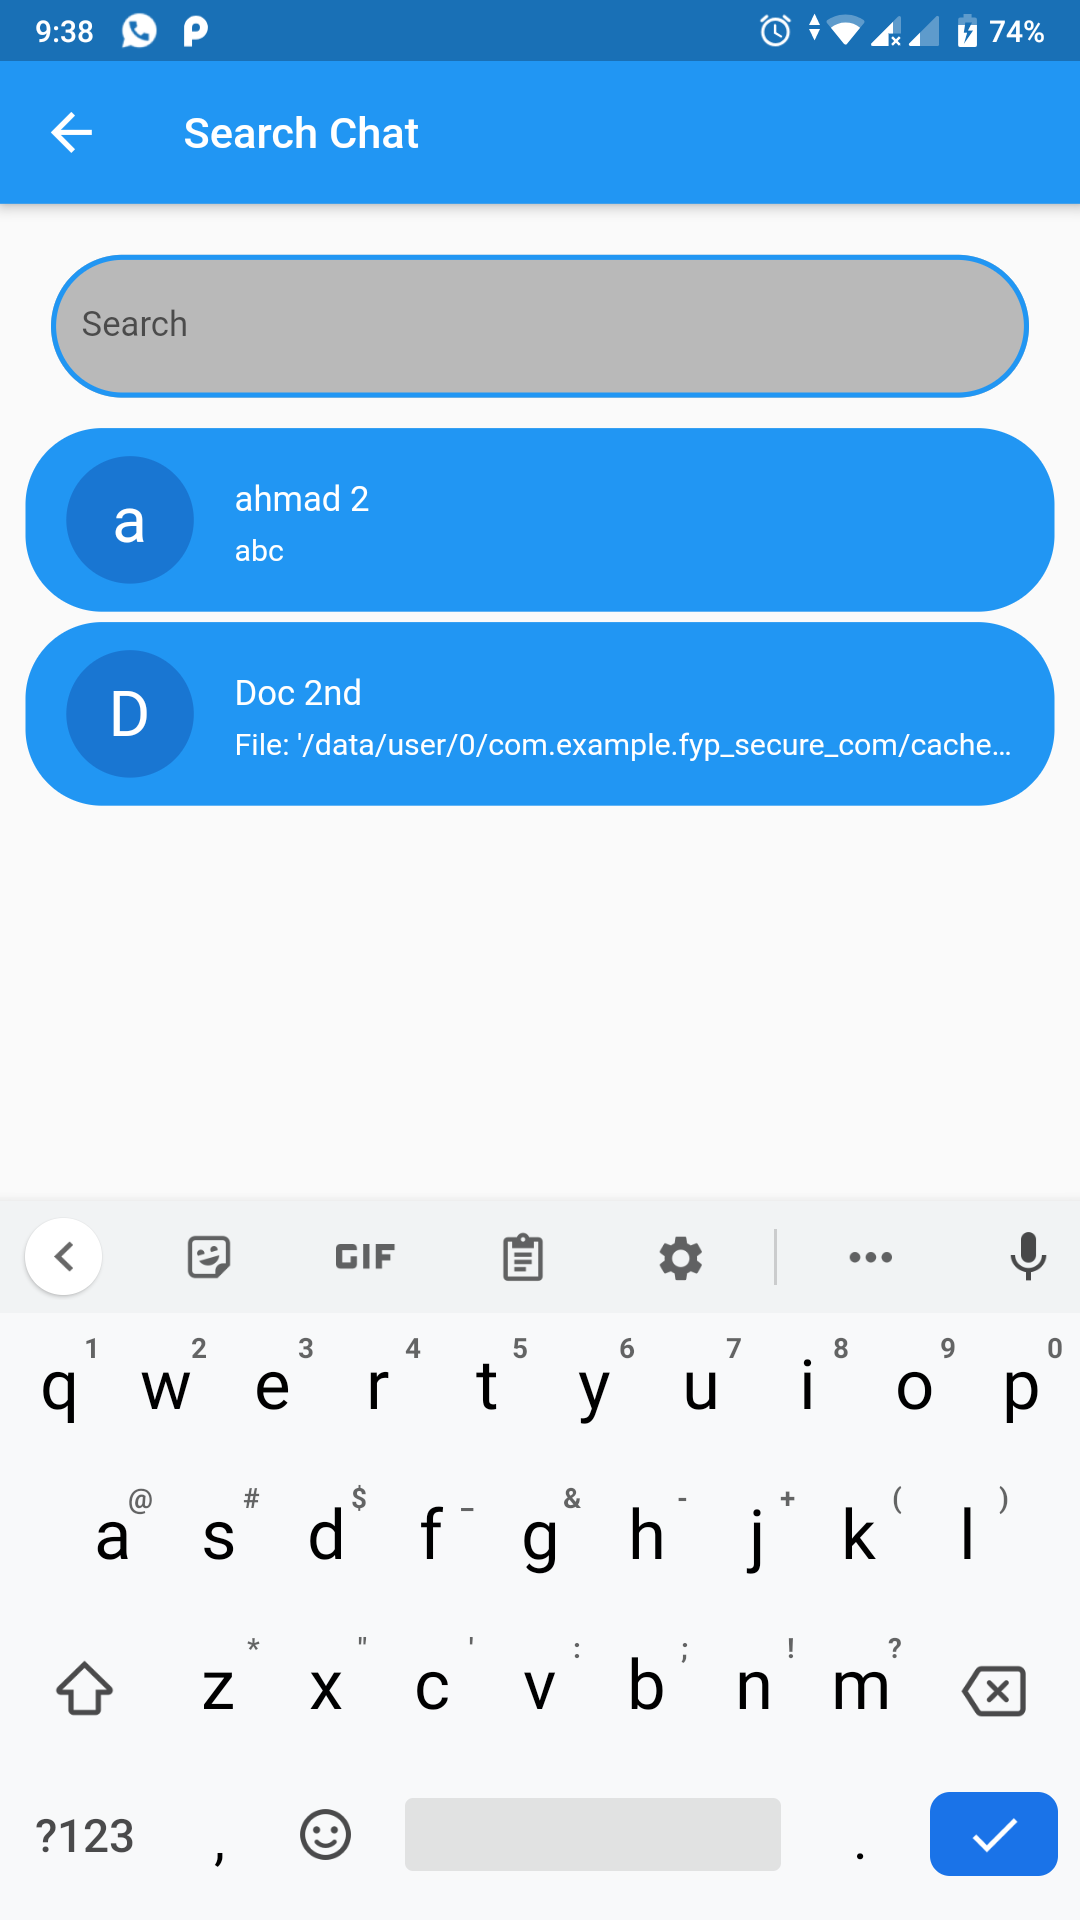 9:38 74%
Search Chat
Search
a
ahmad 2
abc
D
Doc 2nd
File: '/data/user/0/com.example.fyp_secure_com/cache...
GIF
1 2 3 4 5 6 7 8 9 0
q w e r t y u i o p
@ # $ _ & - + ( )
a s d f g h j k l
* " ' : ; ! ?
z x c v b n m
?123 , .